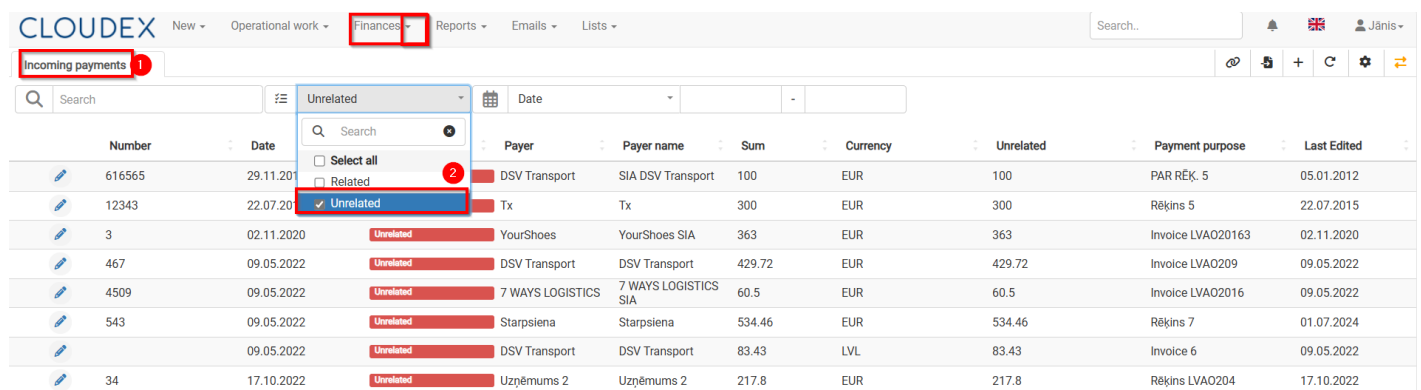 CLOUDEX New Operational work Finances Reports Emails Lists Search.. Jānis
Incoming payments 1
Search Unrelated Date -
Search
Number Date Payer Payer name Sum Currency Unrelated Payment purpose Last Edited
Select all
616565 29.11.201 DSV Transport SIA DSV Transport 100 EUR 100 PAR RĒĶ. 5 05.01.2012
Related 2
12343 22.07.201 Tx Tx 300 EUR 300 Rēķins 5 22.07.2015
Unrelated
3 02.11.2020 Unrelated YourShoes YourShoes SIA 363 EUR 363 Invoice LVAO20163 02.11.2020
467 09.05.2022 Unrelated DSV Transport DSV Transport 429.72 EUR 429.72 Invoice LVAO209 09.05.2022
4509 09.05.2022 Unrelated 7 WAYS LOGISTICS 7 WAYS LOGISTICS SIA 60.5 EUR 60.5 Invoice LVAO2016 09.05.2022
543 09.05.2022 Unrelated Starpsiena Starpsiena 534.46 EUR 534.46 Rēķins 7 01.07.2024
09.05.2022 Unrelated DSV Transport DSV Transport 83.43 LVL 83.43 Invoice 6 09.05.2022
34 17.10.2022 Unrelated Uzņēmums 2 Uzņēmums 2 217.8 EUR 217.8 Rēķins LVAO204 17.10.2022